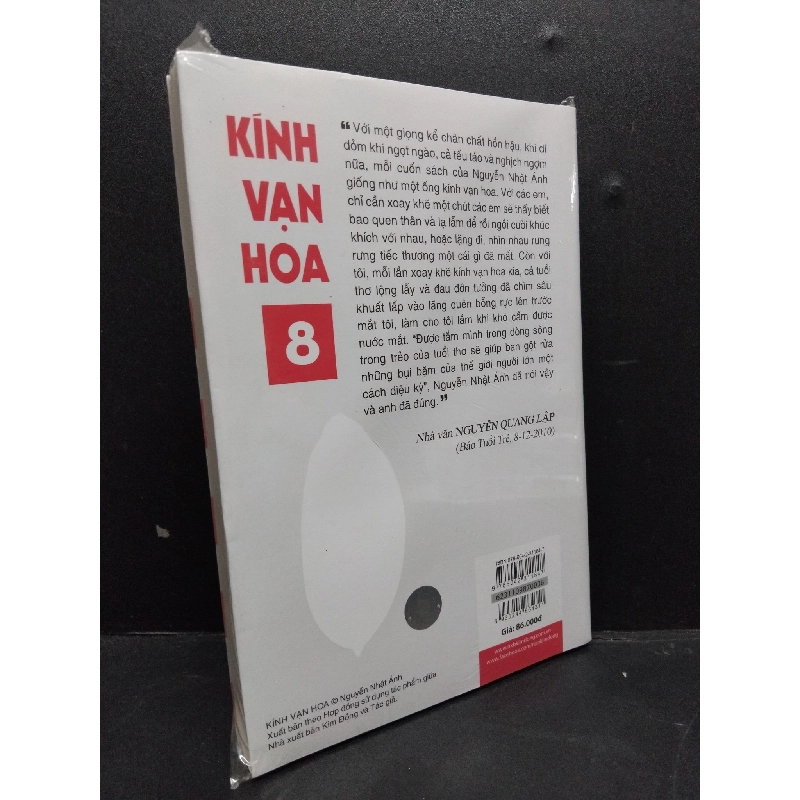 KÍNH
VẠN
HOA
8
❝ Với một giọng kể chân chất hồn hậu, khi dí
dỏm khi ngọt ngào, cả tếu táo và nghịch ngợm
nữa, mỗi cuốn sách của Nguyễn Nhật Ánh
giống như một ống kính vạn hoa. Với các em,
chỉ cần xoay khẽ một chút các em sẽ thấy biết
bao quen thân và lạ lẫm để rồi ngồi cười khúc
khích với nhau, hoặc lặng đi, nhìn nhau rưng
rưng tiếc thương một cái gì đã mất. Còn với
tôi, mỗi lần xoay khẽ kính vạn hoa kia, cả tuổi
thơ lộng lẫy và đau đớn tưởng đã chìm sâu
khuất lấp vào lãng quên bỗng rực lên trước
mắt tôi, làm cho tôi lắm khi khó cầm được
nước mắt. "Được tắm mình trong dòng sông
trong trẻo của tuổi thơ sẽ giúp bạn gột rửa
những bụi bặm của thế giới người lớn một
cách diệu kỳ", Nguyễn Nhật Ánh đã nói vậy
và anh đã đúng. ❞
Nhà văn NGUYỄN QUANG LẬP
(Báo Tuổi Trẻ, 8-12-2010)
Giá: 86.000đ
KÍNH VẠN HOA © Nguyễn Nhật Ánh
Xuất bản theo Hợp đồng sử dụng tác phẩm giữa
Nhà xuất bản Kim Đồng và Tác giả.